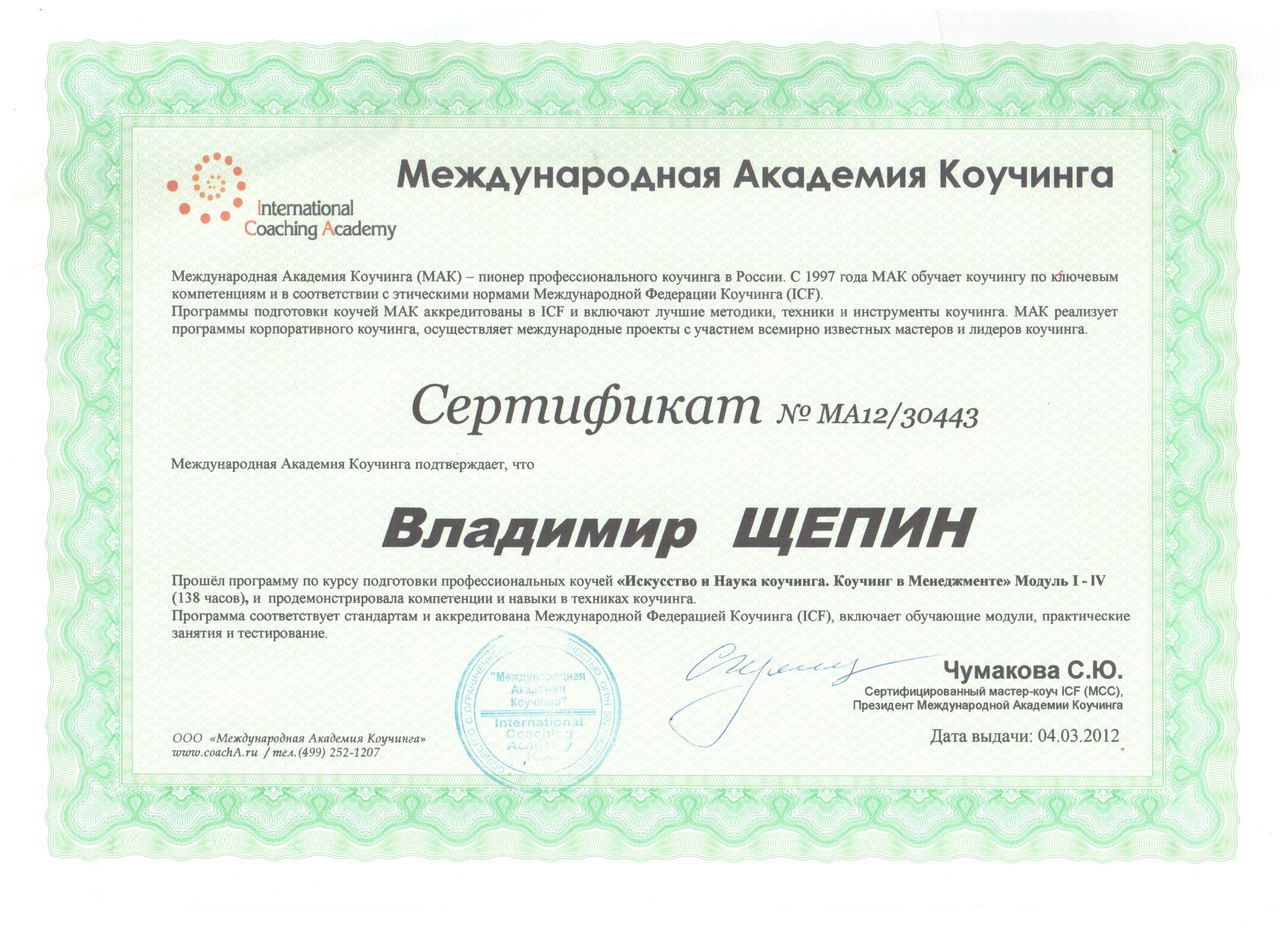 Международная Академия Коучинга
International
Coaching Academy
Международная Академия Коучинга (МАК) – пионер профессионального коучинга в России. С 1997 года МАК обучает коучингу по ключевым
компетенциям и в соответствии с этическими нормами Международной Федерации Коучинга (ICF).
Программы подготовки коучей МАК аккредитованы в ICF и включают лучшие методики, техники и инструменты коучинга. МАК реализует
программы корпоративного коучинга, осуществляет международные проекты с участием всемирно известных мастеров и лидеров коучинга.
Сертификат № МА12/30443
Международная Академия Коучинга подтверждает, что
Владимир ЩЕПИН
Прошёл программу по курсу подготовки профессиональных коучей «Искусство и Наука коучинга. Коучинг в Менеджменте» Модуль I - IV
(138 часов), и продемонстрировала компетенции и навыки в техниках коучинга.
Программа соответствует стандартам и аккредитована Международной Федерацией Коучинга (ICF), включает обучающие модули, практические
занятия и тестирование.
"Международная
Академия
Коучинга"
International
Coaching
Academy
Чумакова С.Ю.
Сертифицированный мастер-коуч ICF (MCC),
Президент Международной Академии Коучинга
Дата выдачи: 04.03.2012
ООО «Международная Академия Коучинга»
www.coachA.ru / тел.(499) 252-1207